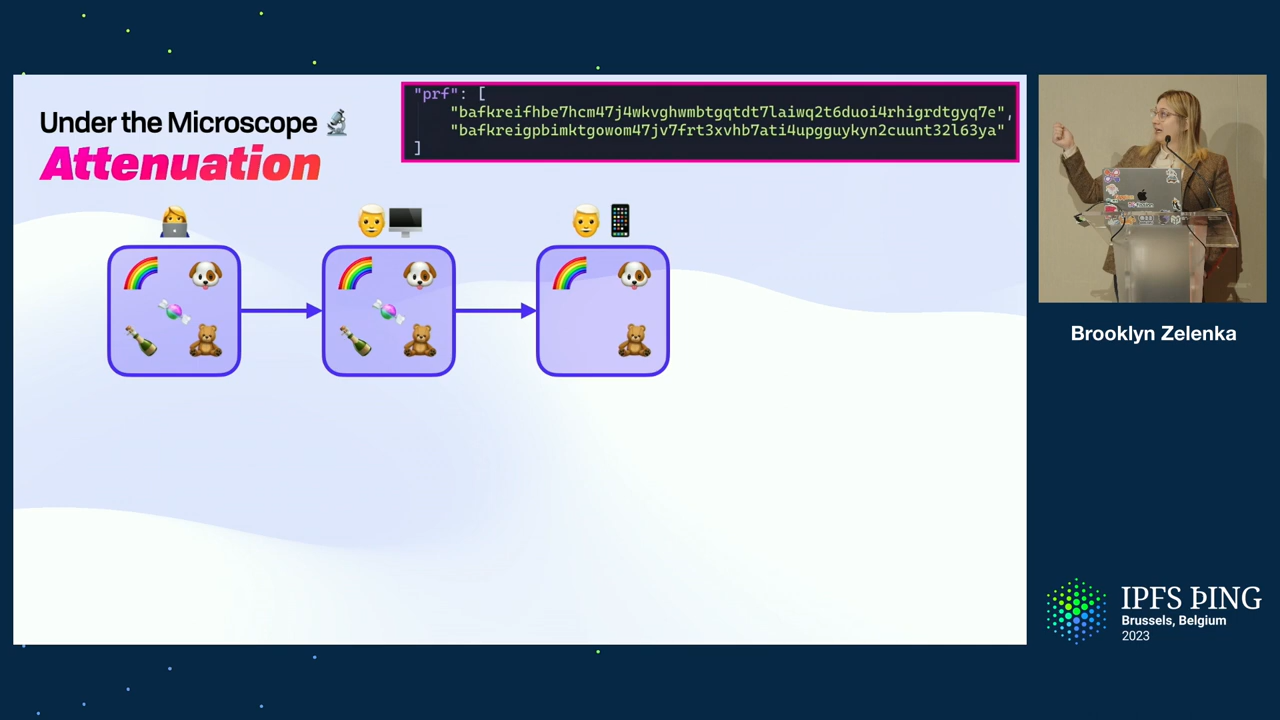 Under the Microscope 🔬
Attenuation
"prf": [
"bafkreifhbe7hcm47j4wkvghwmbtgqtdt7laiwq2t6duoi4rhigrdtgyq7e",
"bafkreigpbimktgowom47jv7frt3xvhb7ati4upgguykyn2cuunt32l63ya"
]
Brooklyn Zelenka
IPFS ÞING
Brussels, Belgium
2023